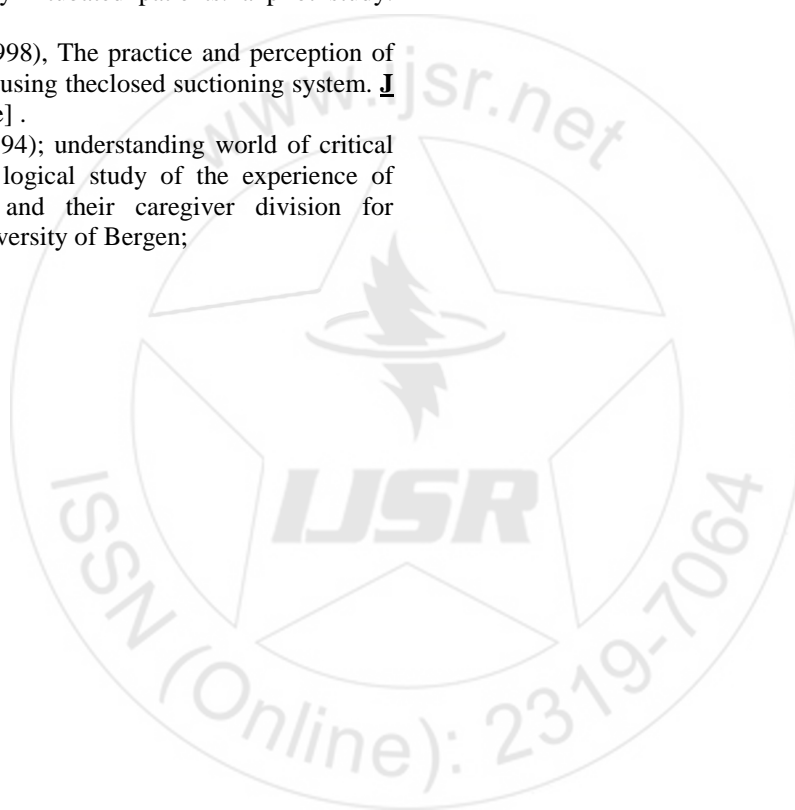 998), The practice and perception of
using theclosed suctioning system. J
e] .
94); understanding world of critical
logical study of the experience of
and their caregiver division for
versity of Bergen;
www.ijsr.net
IJSR
ISSN (Online): 2319-7064